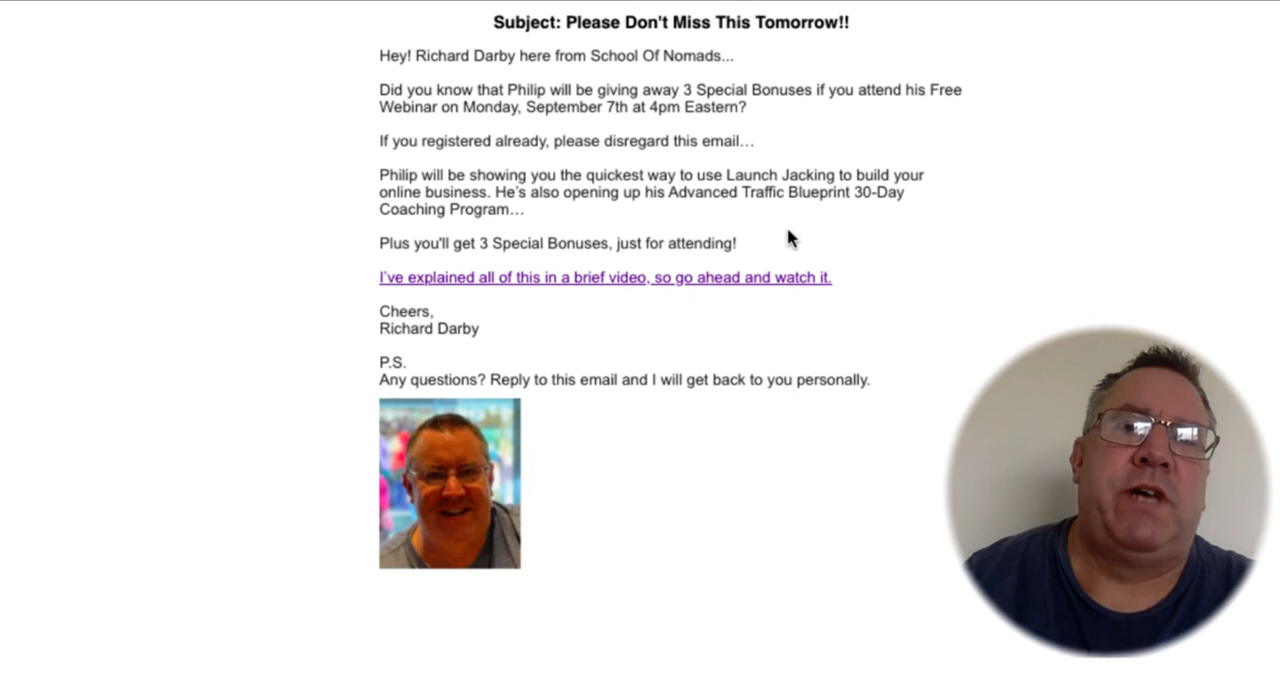 Subject: Please Don't Miss This Tomorrow!!
Hey! Richard Darby here from School Of Nomads...
Did you know that Philip will be giving away 3 Special Bonuses if you attend his Free
Webinar on Monday, September 7th at 4pm Eastern?
If you registered already, please disregard this email…
Philip will be showing you the quickest way to use Launch Jacking to build your
online business. He’s also opening up his Advanced Traffic Blueprint 30-Day
Coaching Program…
Plus you'll get 3 Special Bonuses, just for attending!
I’ve explained all of this in a brief video, so go ahead and watch it.
Cheers,
Richard Darby
P.S.
Any questions? Reply to this email and I will get back to you personally.